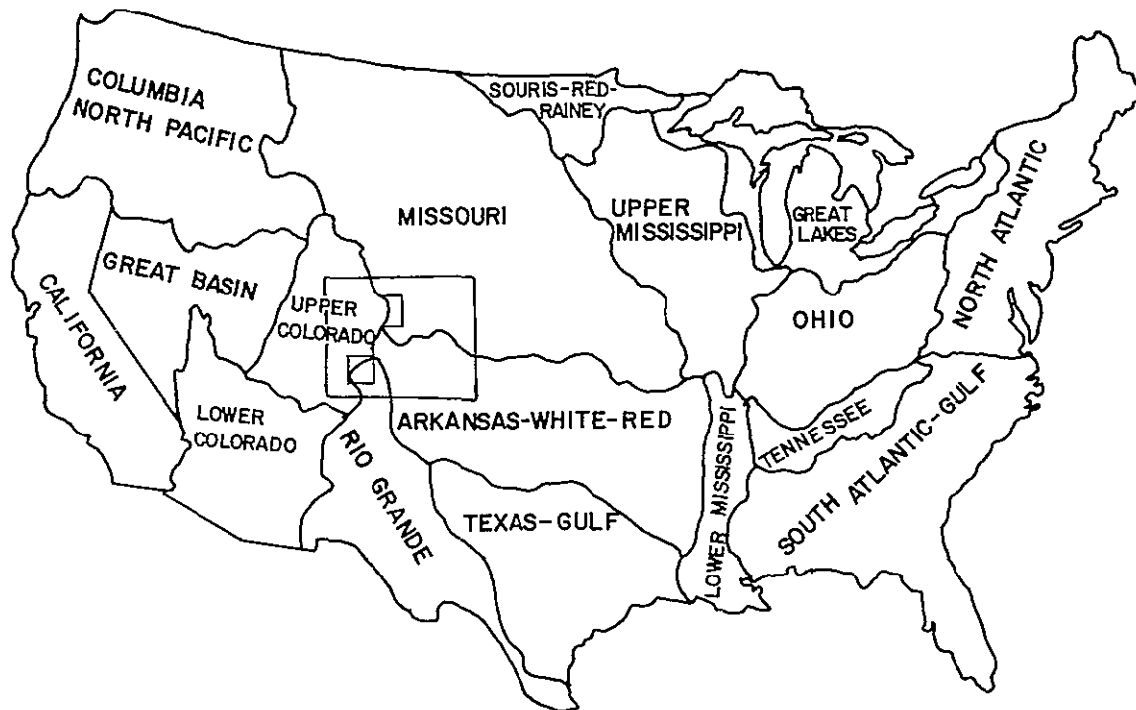 COLUMBIA
NORTH PACIFIC
SOURIS-RED-
RAINEY
MISSOURI
UPPER
MISSISSIPPI
GREAT
LAKES
NORTH ATLANTIC
GREAT BASIN
CALIFORNIA
UPPER
COLORADO
OHIO
LOWER
COLORADO
RIO GRANDE
ARKANSAS-WHITE-RED
LOWER MISSISSIPPI
TENNESSEE
SOUTH ATLANTIC-GULF
TEXAS-GULF